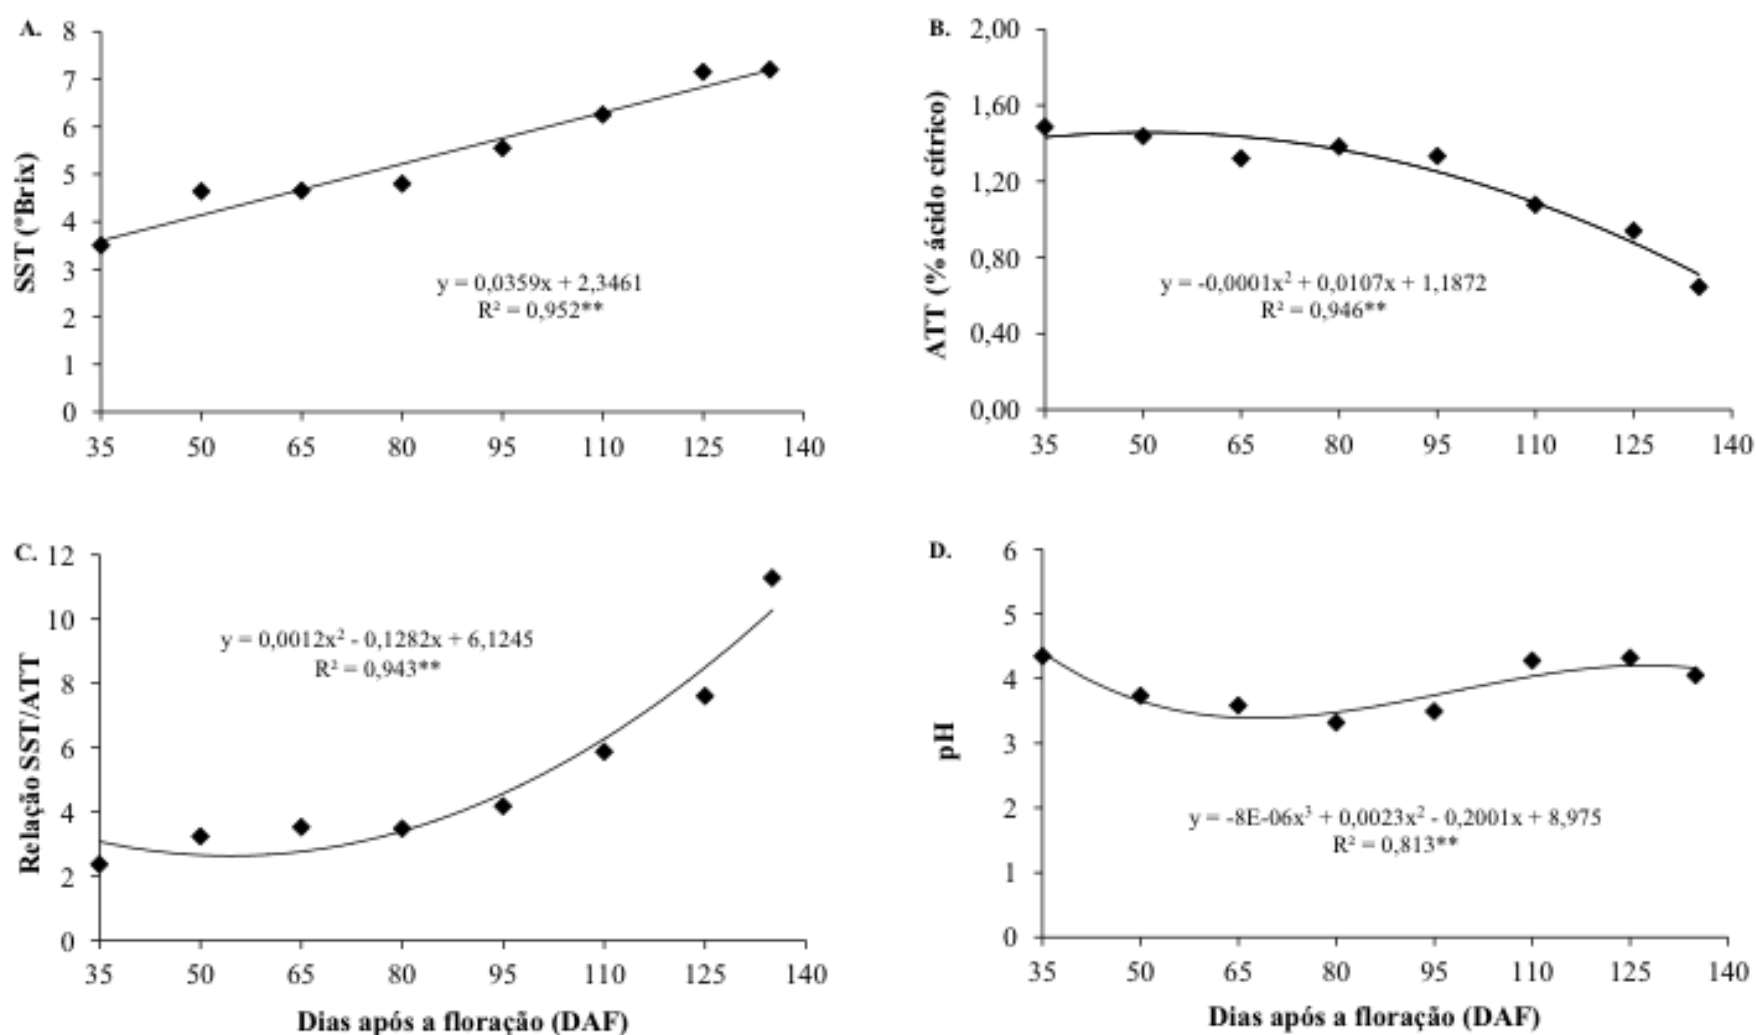 A.
SST (°Brix)
8
7
6
5
4
3
2
1
0
y = 0,0359x + 2,3461
R² = 0,952**
35 50 65 80 95 110 125 140
B.
ATT (% ácido cítrico)
2,00
1,60
1,20
0,80
0,40
0,00
y = -0,0001x² + 0,0107x + 1,1872
R² = 0,946**
35 50 65 80 95 110 125 140
C.
Relação SST/ATT
12
10
8
6
4
2
0
y = 0,0012x² - 0,1282x + 6,1245
R² = 0,943**
35 50 65 80 95 110 125 140
Dias após a floração (DAF)
D.
pH
6
5
4
3
2
1
0
y = -8E-06x³ + 0,0023x² - 0,2001x + 8,975
R² = 0,813**
35 50 65 80 95 110 125 140
Dias após a floração (DAF)